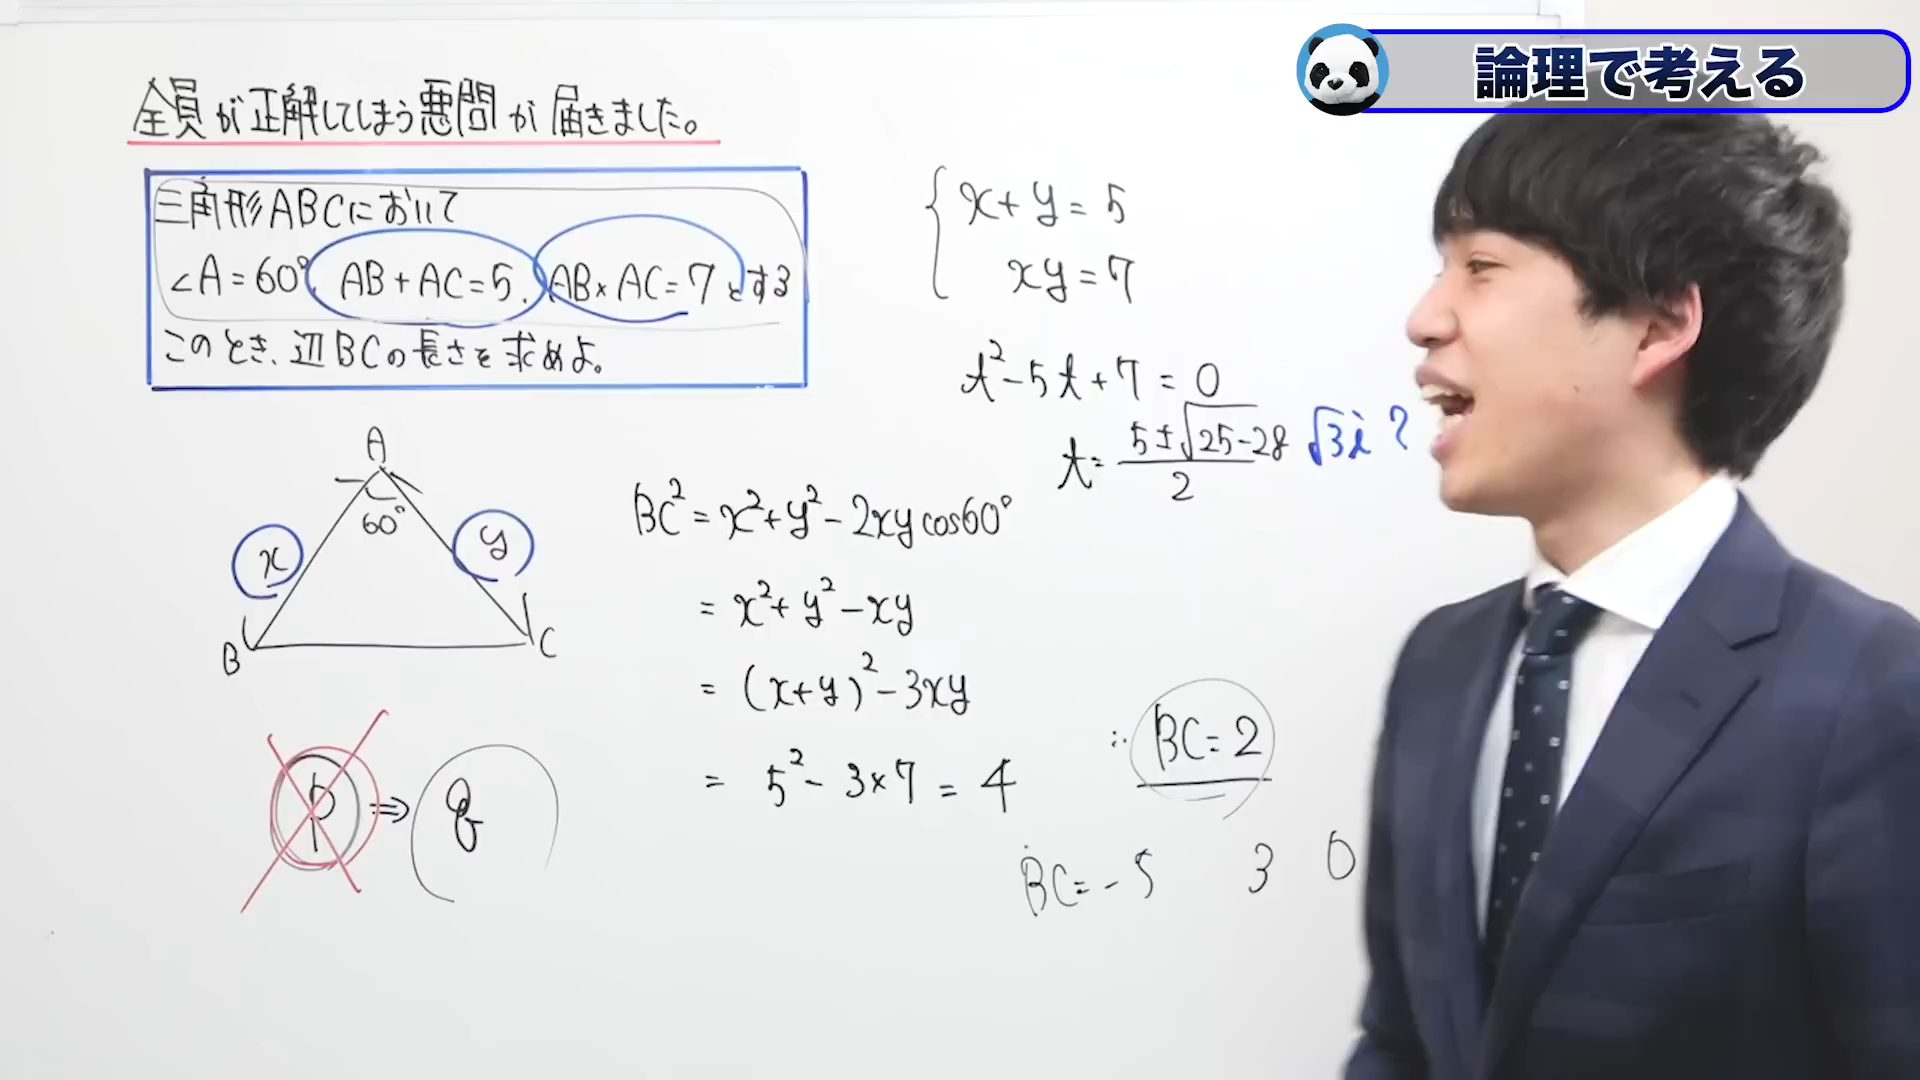 論理で考える
全員が正解してしまう悪問が届きました。
三角形ABCにおいて
∠A=60°, AB+AC=5, AB×AC=7とする
このとき、辺BCの長さを求めよ。
A
60°
x
y
B
C
p ⇒ q
BC²=x²+y²-2xycos60°
=x²+y²-xy
=(x+y)²-3xy
=5²-3×7=4
x+y=5
xy=7
t²-5t+7=0
t=(5±√25-28)/2 √3i?
∴BC=2
BC=-5 3 0